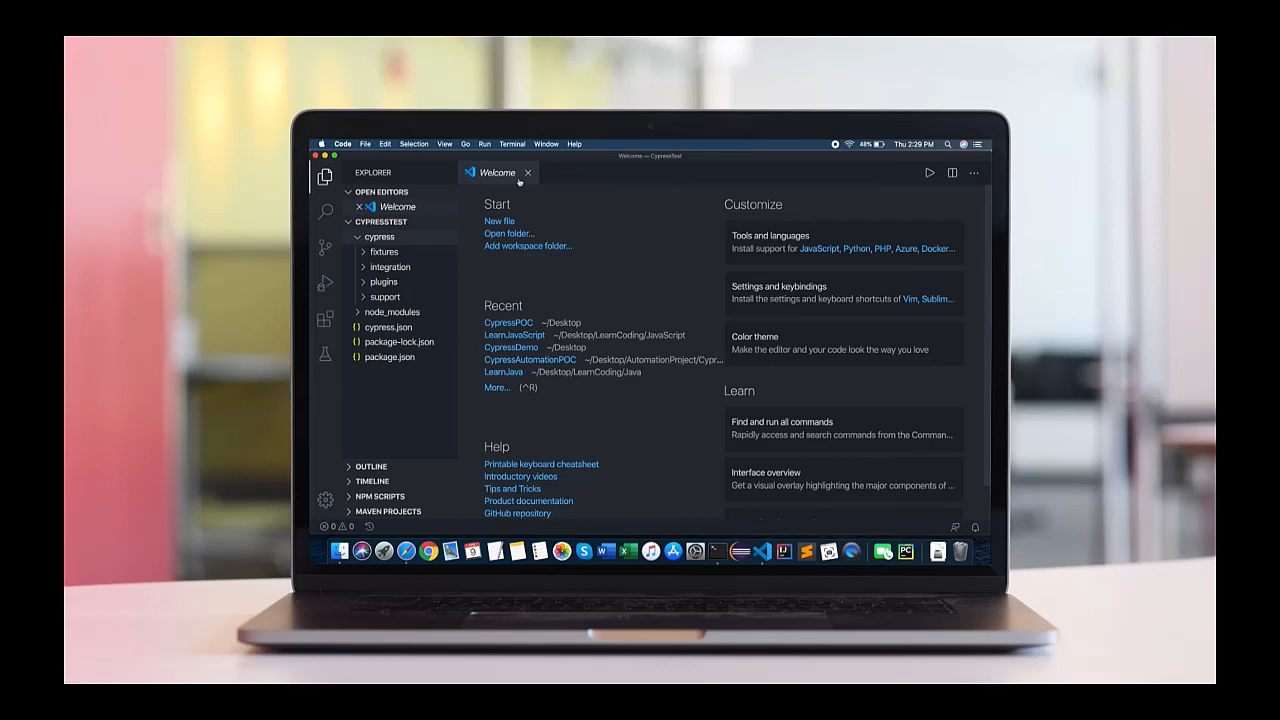 Code File Edit Selection View Go Run Terminal Window Help 48% Thu 2:29 PM
Welcome — CypressTest
EXPLORER
Welcome
OPEN EDITORS
Welcome
CYPRESSTEST
cypress
fixtures
integration
plugins
support
node_modules
{} cypress.json
{} package-lock.json
{} package.json
OUTLINE
TIMELINE
NPM SCRIPTS
MAVEN PROJECTS
0 0
Start
New file
Open folder...
Add workspace folder...
Recent
CypressPOC ~/Desktop
LearnJavaScript ~/Desktop/LearnCoding/JavaScript
CypressDemo ~/Desktop
CypressAutomationPOC ~/Desktop/AutomationProject/Cypr...
LearnJava ~/Desktop/LearnCoding/Java
More... (^R)
Help
Printable keyboard cheatsheet
Introductory videos
Tips and Tricks
Product documentation
GitHub repository
Customize
Tools and languages
Install support for JavaScript, Python, PHP, Azure, Docker...
Settings and keybindings
Install the settings and keyboard shortcuts of Vim, Sublim...
Color theme
Make the editor and your code look the way you love
Learn
Find and run all commands
Rapidly access and search commands from the Comman...
Interface overview
Get a visual overlay highlighting the major components of ...